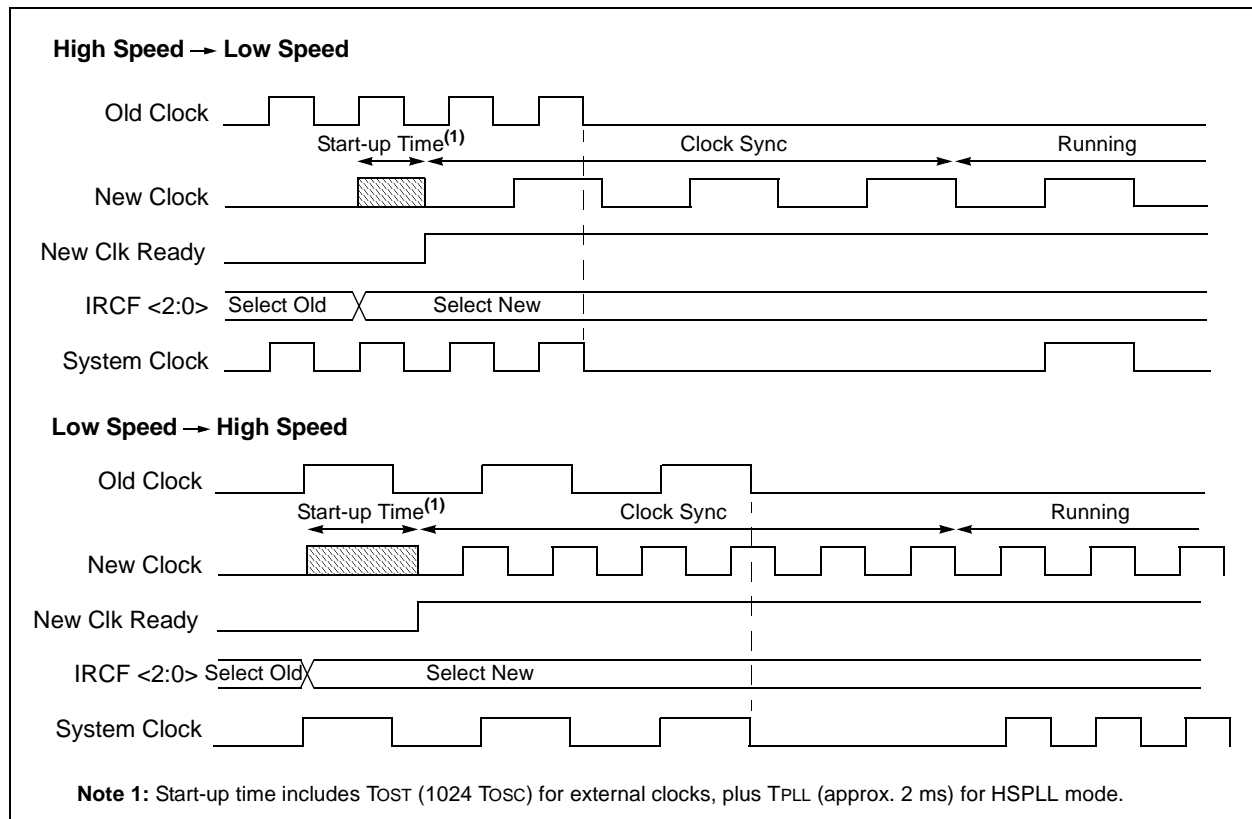 High Speed → Low Speed
Old Clock
Start-up Time(1) Clock Sync Running
New Clock
New Clk Ready
IRCF <2:0> Select Old Select New
System Clock
Low Speed → High Speed
Old Clock
Start-up Time(1) Clock Sync Running
New Clock
New Clk Ready
IRCF <2:0> Select Old Select New
System Clock
Note 1: Start-up time includes TOST (1024 TOSC) for external clocks, plus TPLL (approx. 2 ms) for HSPLL mode.